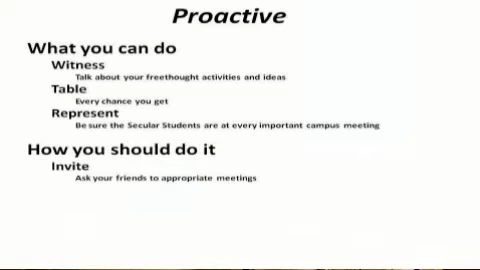 Proactive
What you can do
Witness
Talk about your freethought activities and ideas
Table
Every chance you get
Represent
Be sure the Secular Students are at every important campus meeting
How you should do it
Invite
Ask your friends to appropriate meetings